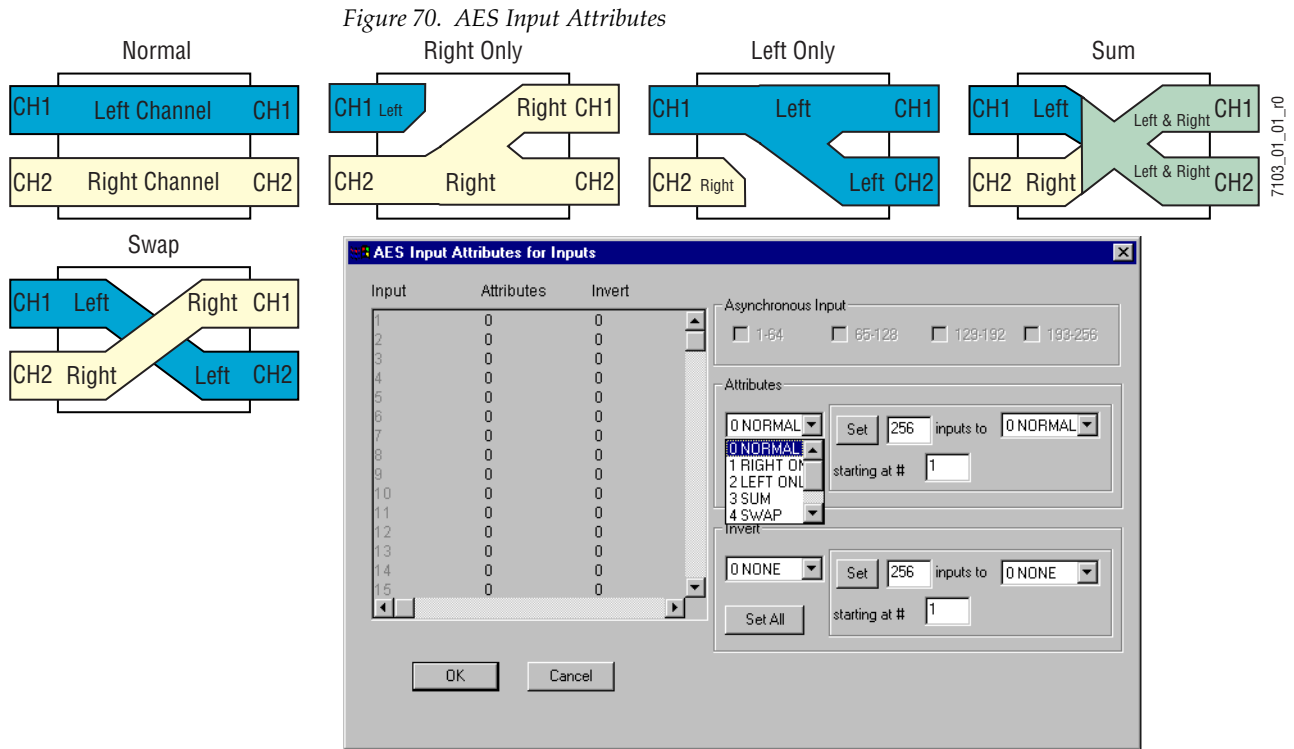 Figure 70. AES Input Attributes
Normal
Right Only
Left Only
Sum
CH1 Left Channel CH1
CH2 Right Channel CH2
CH1 Left Right CH1
CH2 Right CH2
CH1 Left CH1
CH2 Right Left CH2
CH1 Left Left & Right CH1
CH2 Right Left & Right CH2
7103_01_01_r0
Swap
CH1 Left Right CH1
CH2 Right Left CH2
AES Input Attributes for Inputs
Input Attributes Invert
1 0 0
2 0 0
3 0 0
4 0 0
5 0 0
6 0 0
7 0 0
8 0 0
9 0 0
10 0 0
11 0 0
12 0 0
13 0 0
14 0 0
15 0 0
Asynchronous Input
1-64 65-128 129-192 193-256
Attributes
0 NORMAL Set 256 inputs to 0 NORMAL
0 NORMAL
1 RIGHT ON
2 LEFT ONL
3 SUM
4 SWAP
starting at # 1
Invert
0 NONE Set 256 inputs to 0 NONE
Set All starting at # 1
OK Cancel